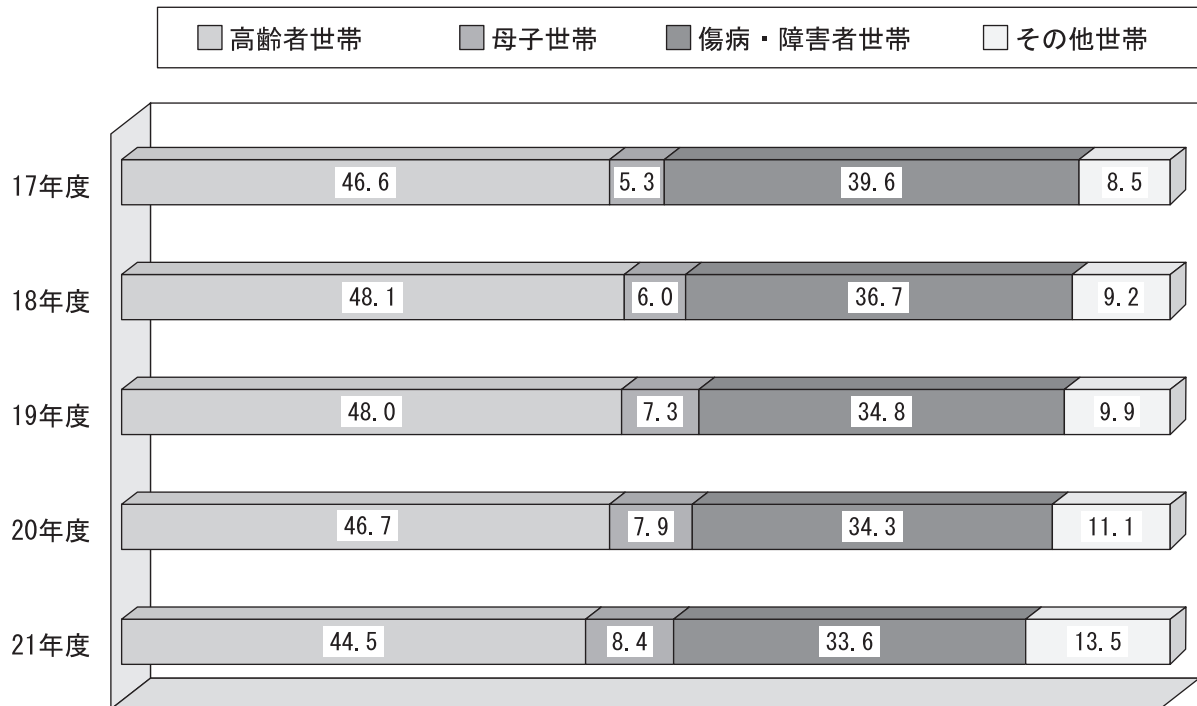 高齢者世帯 母子世帯 傷病・障害者世帯 その他世帯
17年度 46.6 5.3 39.6 8.5
18年度 48.1 6.0 36.7 9.2
19年度 48.0 7.3 34.8 9.9
20年度 46.7 7.9 34.3 11.1
21年度 44.5 8.4 33.6 13.5